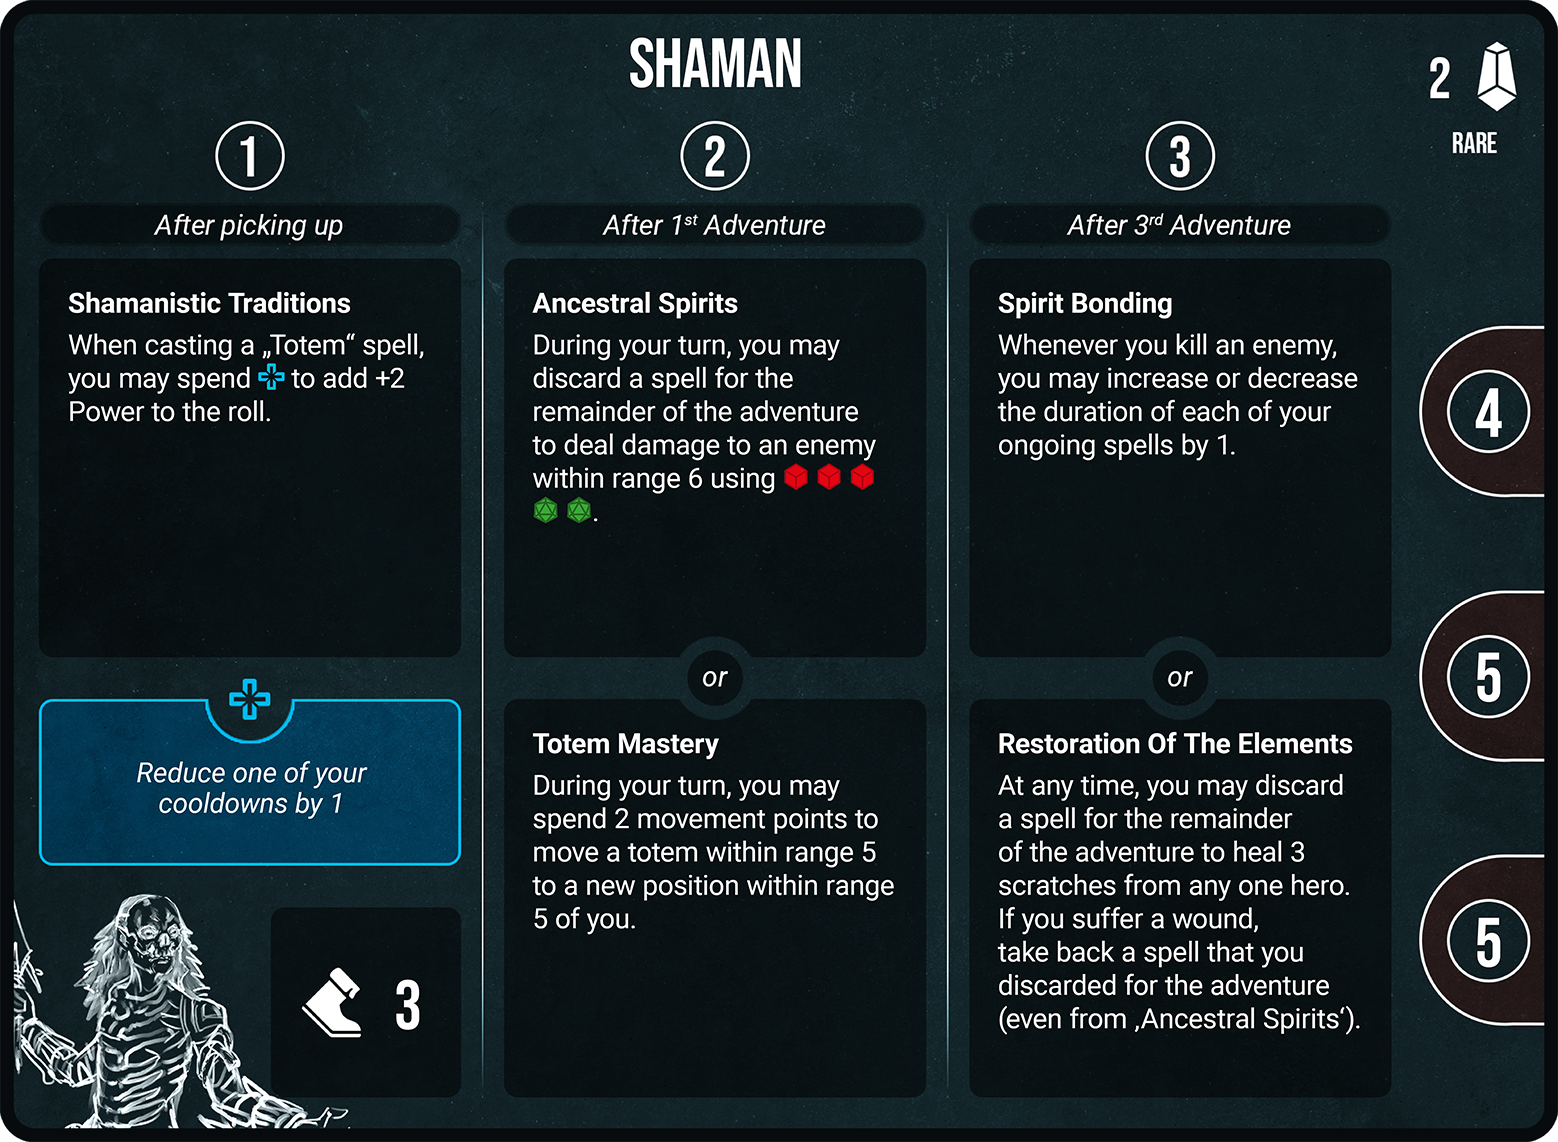 SHAMAN
2
RARE
1
After picking up
Shamanistic Traditions
When casting a „Totem“ spell,
you may spend to add +2
Power to the roll.
Reduce one of your
cooldowns by 1
3
2
After 1st Adventure
Ancestral Spirits
During your turn, you may
discard a spell for the
remainder of the adventure
to deal damage to an enemy
within range 6 using
.
or
Totem Mastery
During your turn, you may
spend 2 movement points to
move a totem within range 5
to a new position within range
5 of you.
3
After 3rd Adventure
Spirit Bonding
Whenever you kill an enemy,
you may increase or decrease
the duration of each of your
ongoing spells by 1.
or
Restoration Of The Elements
At any time, you may discard
a spell for the remainder
of the adventure to heal 3
scratches from any one hero.
If you suffer a wound,
take back a spell that you
discarded for the adventure
(even from ‚Ancestral Spirits‘).
4
5
5